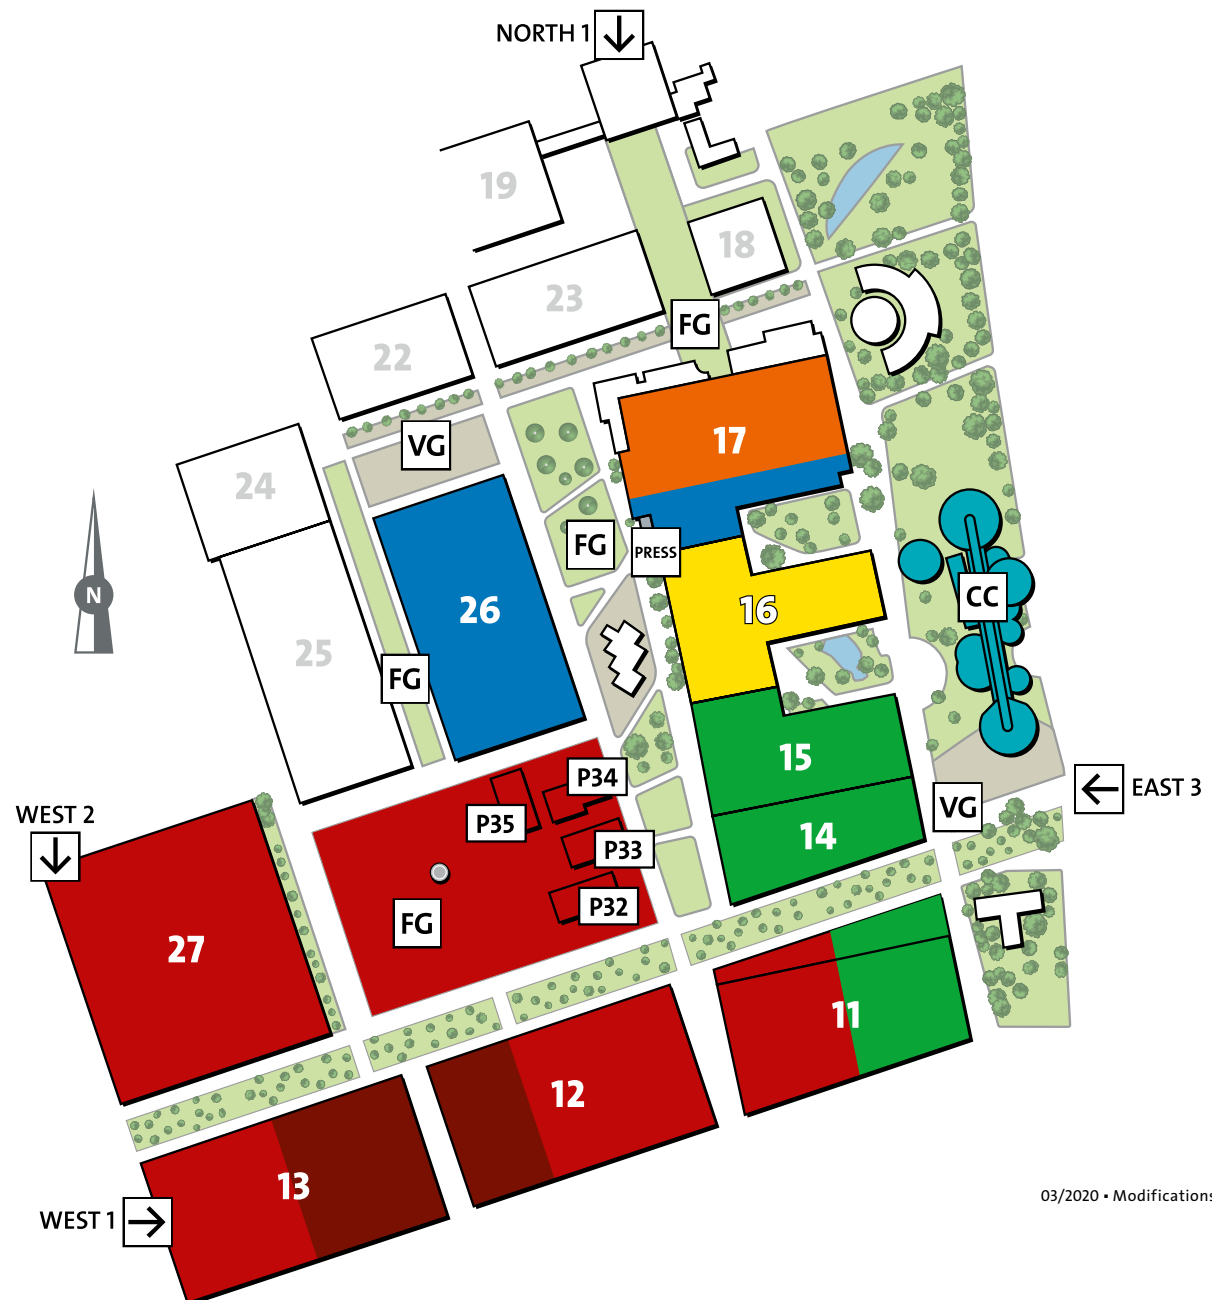 NORTH 1
19
18
23
FG
22
17
VG
24
FG
PRESS
CC
26
16
25
FG
15
P34
EAST 3
VG
WEST 2
P35
14
P33
P32
FG
27
11
12
13
03/2020 ▪ Modifications
WEST 1
N